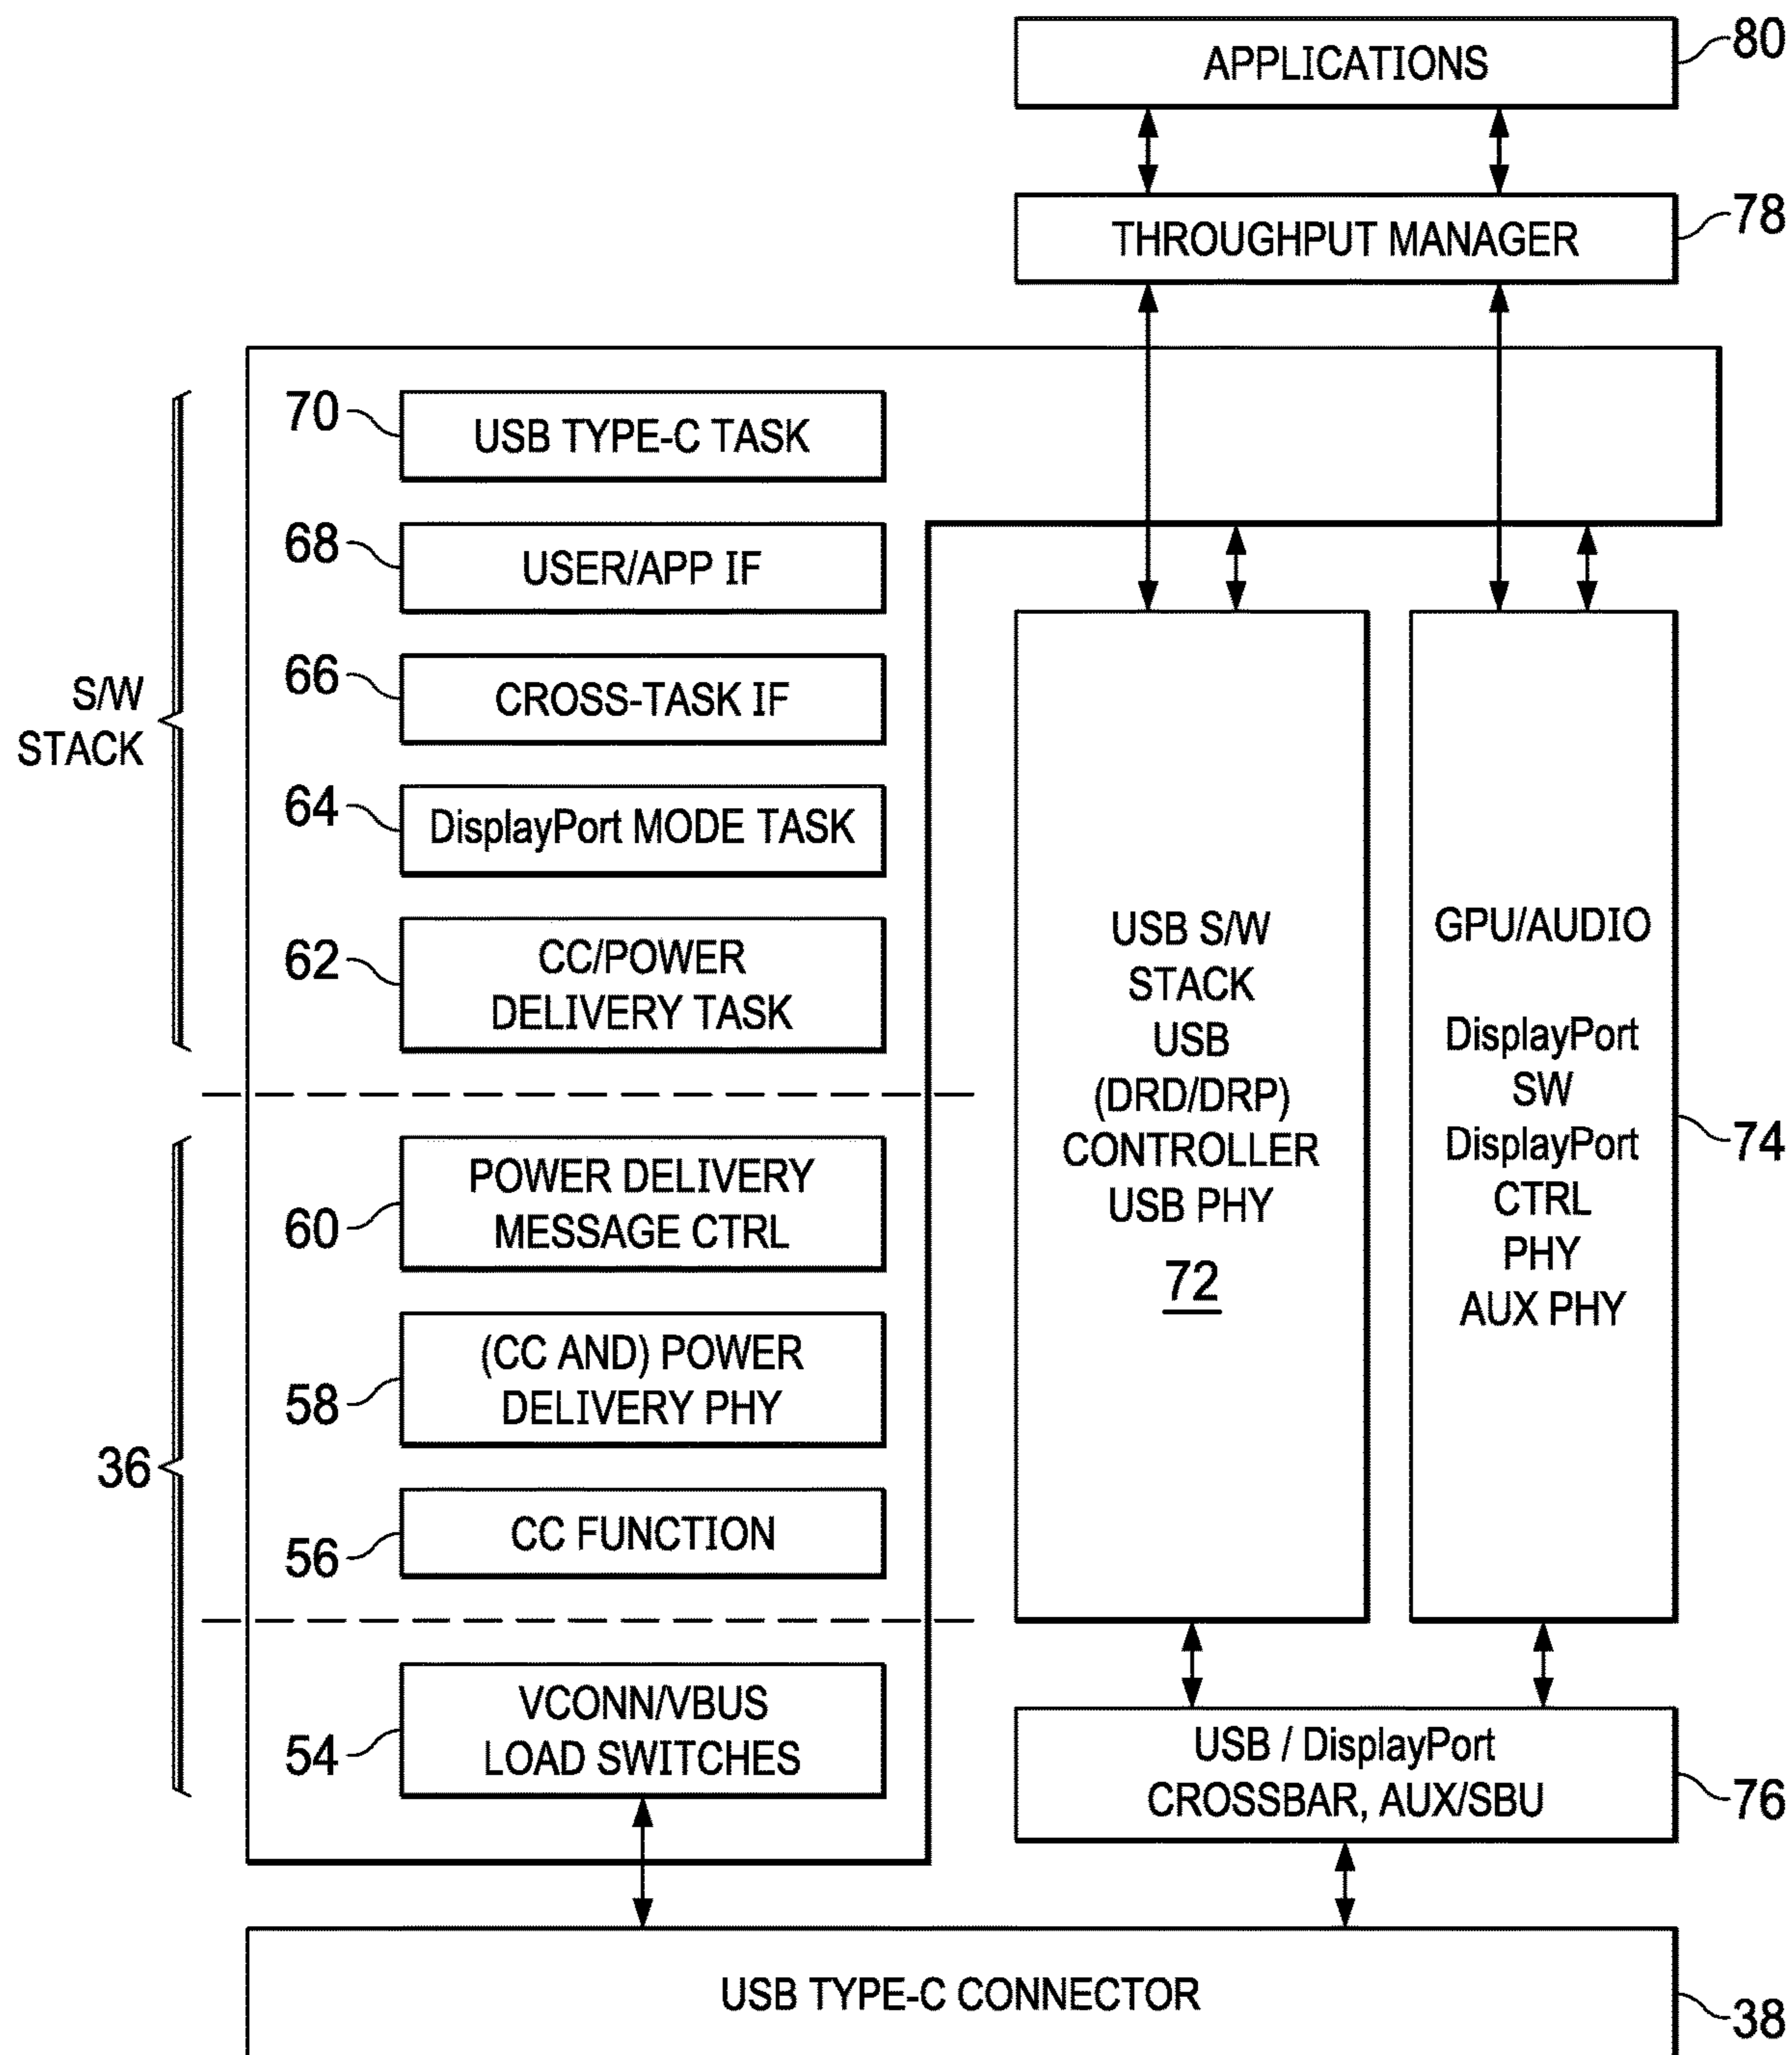 APPLICATIONS
80
THROUGHPUT MANAGER
78
70
USB TYPE-C TASK
68
USER/APP IF
66
CROSS-TASK IF
S/W
STACK
64
DisplayPort MODE TASK
62
CC/POWER
DELIVERY TASK
60
POWER DELIVERY
MESSAGE CTRL
58
(CC AND) POWER
DELIVERY PHY
36
56
CC FUNCTION
54
VCONN/VBUS
LOAD SWITCHES
USB S/W
STACK
USB
(DRD/DRP)
CONTROLLER
USB PHY
72
GPU/AUDIO
DisplayPort
SW
DisplayPort
CTRL
PHY
AUX PHY
74
USB / DisplayPort
CROSSBAR, AUX/SBU
76
USB TYPE-C CONNECTOR
38